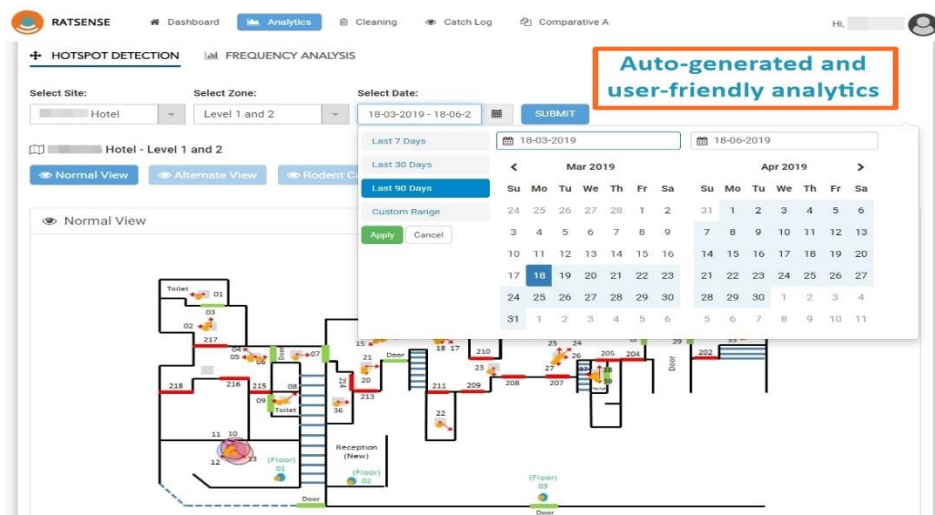 RATSENSE Dashboard Analytics Cleaning Catch Log Comparative A Hi,
HOTSPOT DETECTION FREQUENCY ANALYSIS
Auto-generated and
user-friendly analytics
Select Site: Select Zone: Select Date:
Hotel Level 1 and 2 18-03-2019 - 18-06-2 SUBMIT
Hotel - Level 1 and 2
Normal View Alternate View Rodent Ca
Last 7 Days
Last 30 Days
Last 90 Days
Custom Range
Apply Cancel
18-03-2019 18-06-2019
< Mar 2019 Apr 2019 >
Su Mo Tu We Th Fr Sa Su Mo Tu We Th Fr Sa
24 25 26 27 28 1 2 31 1 2 3 4 5 6
3 4 5 6 7 8 9 7 8 9 10 11 12 13
10 11 12 13 14 15 16 14 15 16 17 18 19 20
17 18 19 20 21 22 23 21 22 23 24 25 26 27
24 25 26 27 28 29 30 28 29 30 1 2 3 4
31 1 2 3 4 5 6 5 6 7 8 9 10 11
Normal View
Toilet 01
03
02
217
04
05 06 Door 07
15 18 17 210 25 24 29 33
21 Door 26 205 204 202
23 27 37 38 Door
218 216 215 08 214 20 211 209 208 207 39
213
09 Toilet 36 22
11 10
12 13
Reception
(New)
(Floor)
01
(Floor)
02
(Floor)
03
Door
Door